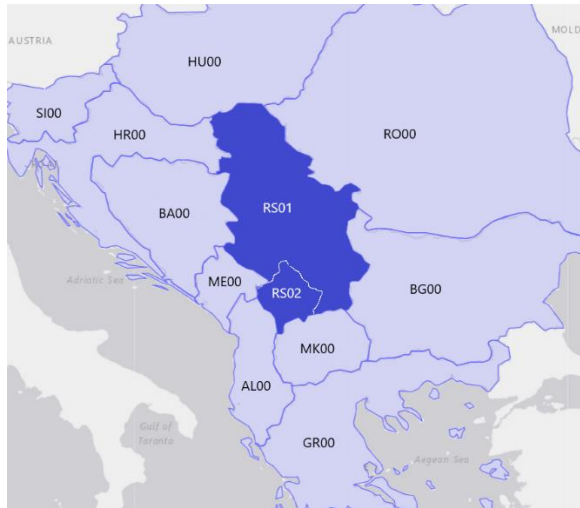 AUSTRIA
MOLD
HU00
SI00
HR00
RO00
BA00
RS01
Adriatic Sea
ME00
RS02
BG00
MK00
AL00
Gulf of
Taranto
GR00
Aegean Sea